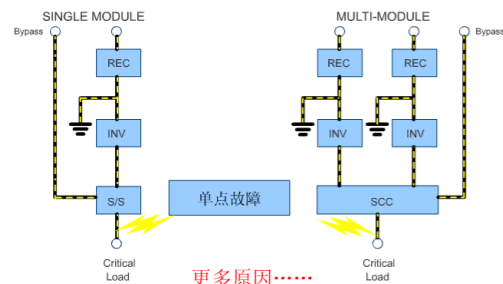 SINGLE MODULE
MULTI-MODULE
Bypass
Bypass
REC
REC
REC
INV
INV
INV
S/S
单点故障
SCC
Critical
Load
Critical
Load
更多原因……